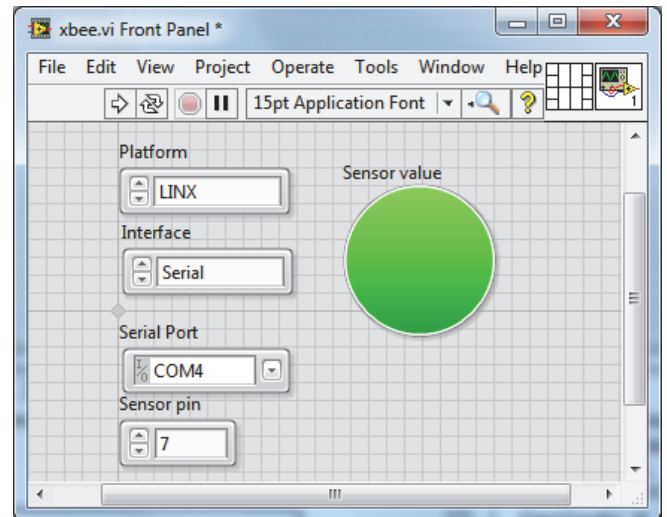 xbee.vi Front Panel *
File Edit View Project Operate Tools Window Help
15pt Application Font
1
Platform
LINX
Sensor value
Interface
Serial
Serial Port
I/O COM4
Sensor pin
7